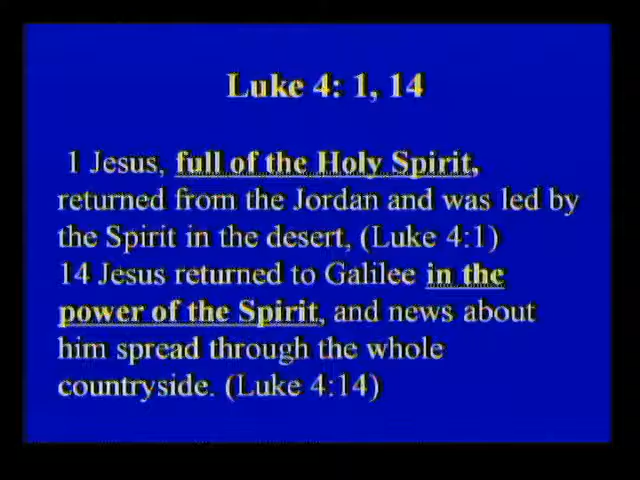 Luke 4: 1, 14
1 Jesus, full of the Holy Spirit,
returned from the Jordan and was led by
the Spirit in the desert, (Luke 4:1)
14 Jesus returned to Galilee in the
power of the Spirit, and news about
him spread through the whole
countryside. (Luke 4:14)